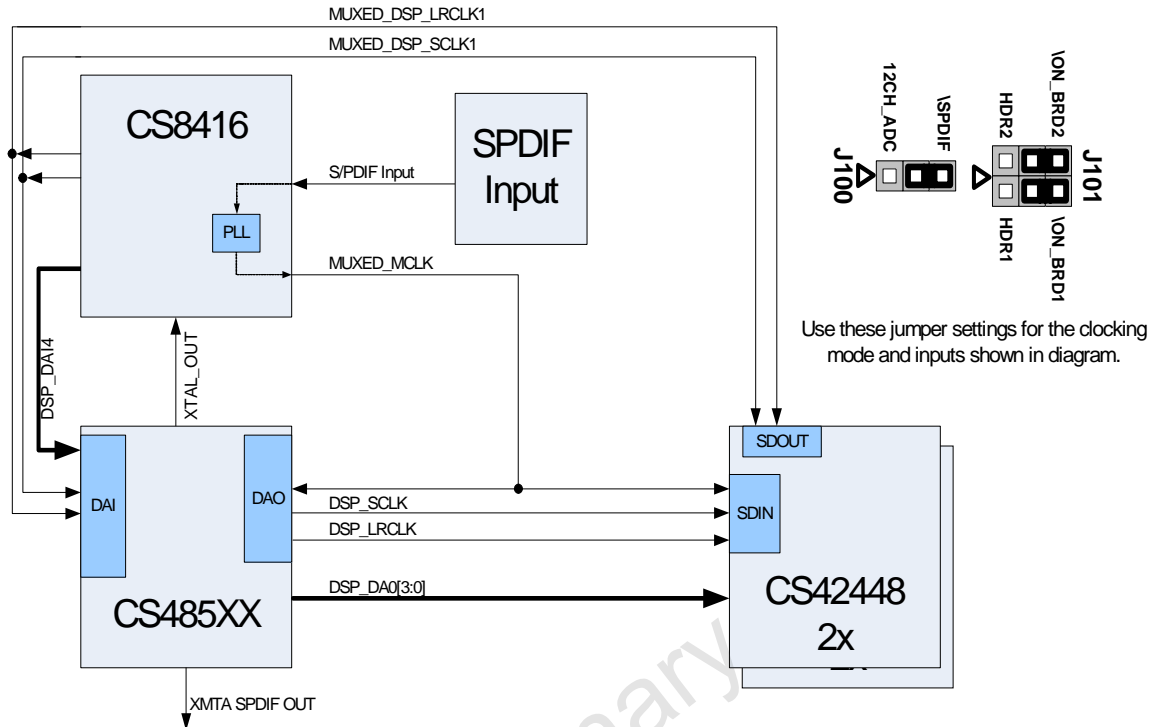 MUXED_DSP_LRCLK1
MUXED_DSP_SCLK1
CS8416
SPDIF
Input
S/PDIF Input
PLL
MUXED_MCLK
DSP_DAI4
XTAL_OUT
12CH_ADC
\SPDIF
J100
HDR2
\ON_BRD2
J101
HDR1
\ON_BRD1
Use these jumper settings for the clocking
mode and inputs shown in diagram.
SDOUT
DAI
DAO
SDIN
DSP_SCLK
DSP_LRCLK
DSP_DA0[3:0]
CS485XX
CS42448
2x
2x
XMTA SPDIF OUT